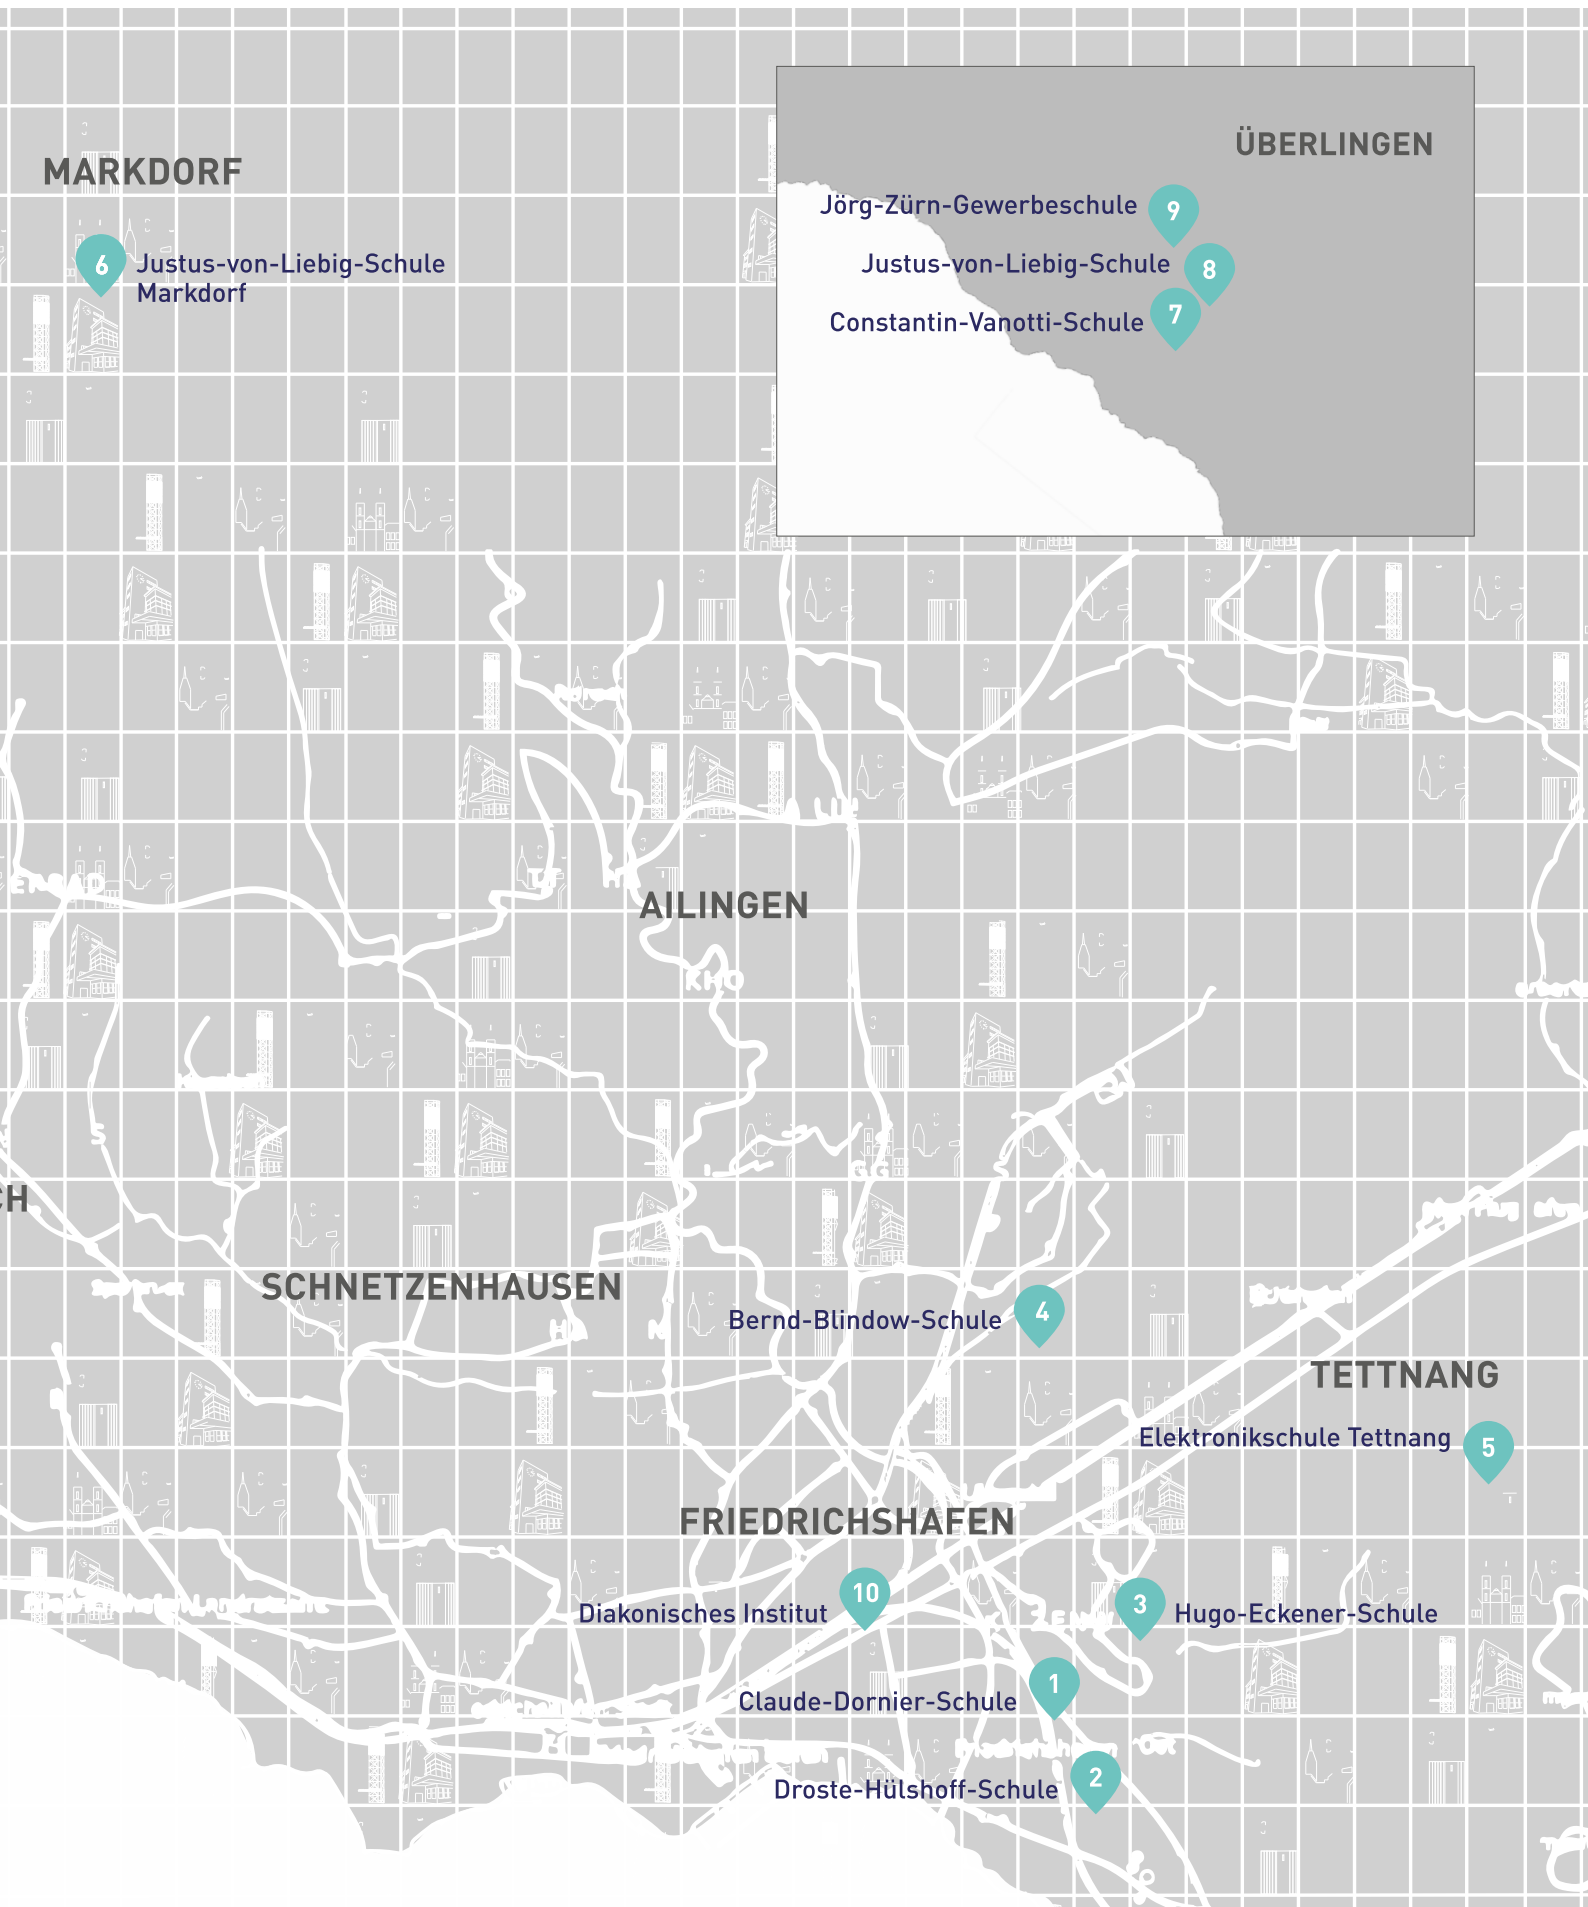 MARKDORF
6
Justus-von-Liebig-Schule
Markdorf
ÜBERLINGEN
Jörg-Zürn-Gewerbeschule
9
Justus-von-Liebig-Schule
8
Constantin-Vanotti-Schule
7
AILINGEN
KHO
CH
SCHNETZENHAUSEN
Bernd-Blindow-Schule
4
TETTNANG
Elektronikschule Tettnang
5
FRIEDRICHSHAFEN
10
Diakonisches Institut
3
Hugo-Eckener-Schule
1
Claude-Dornier-Schule
2
Droste-Hülshoff-Schule